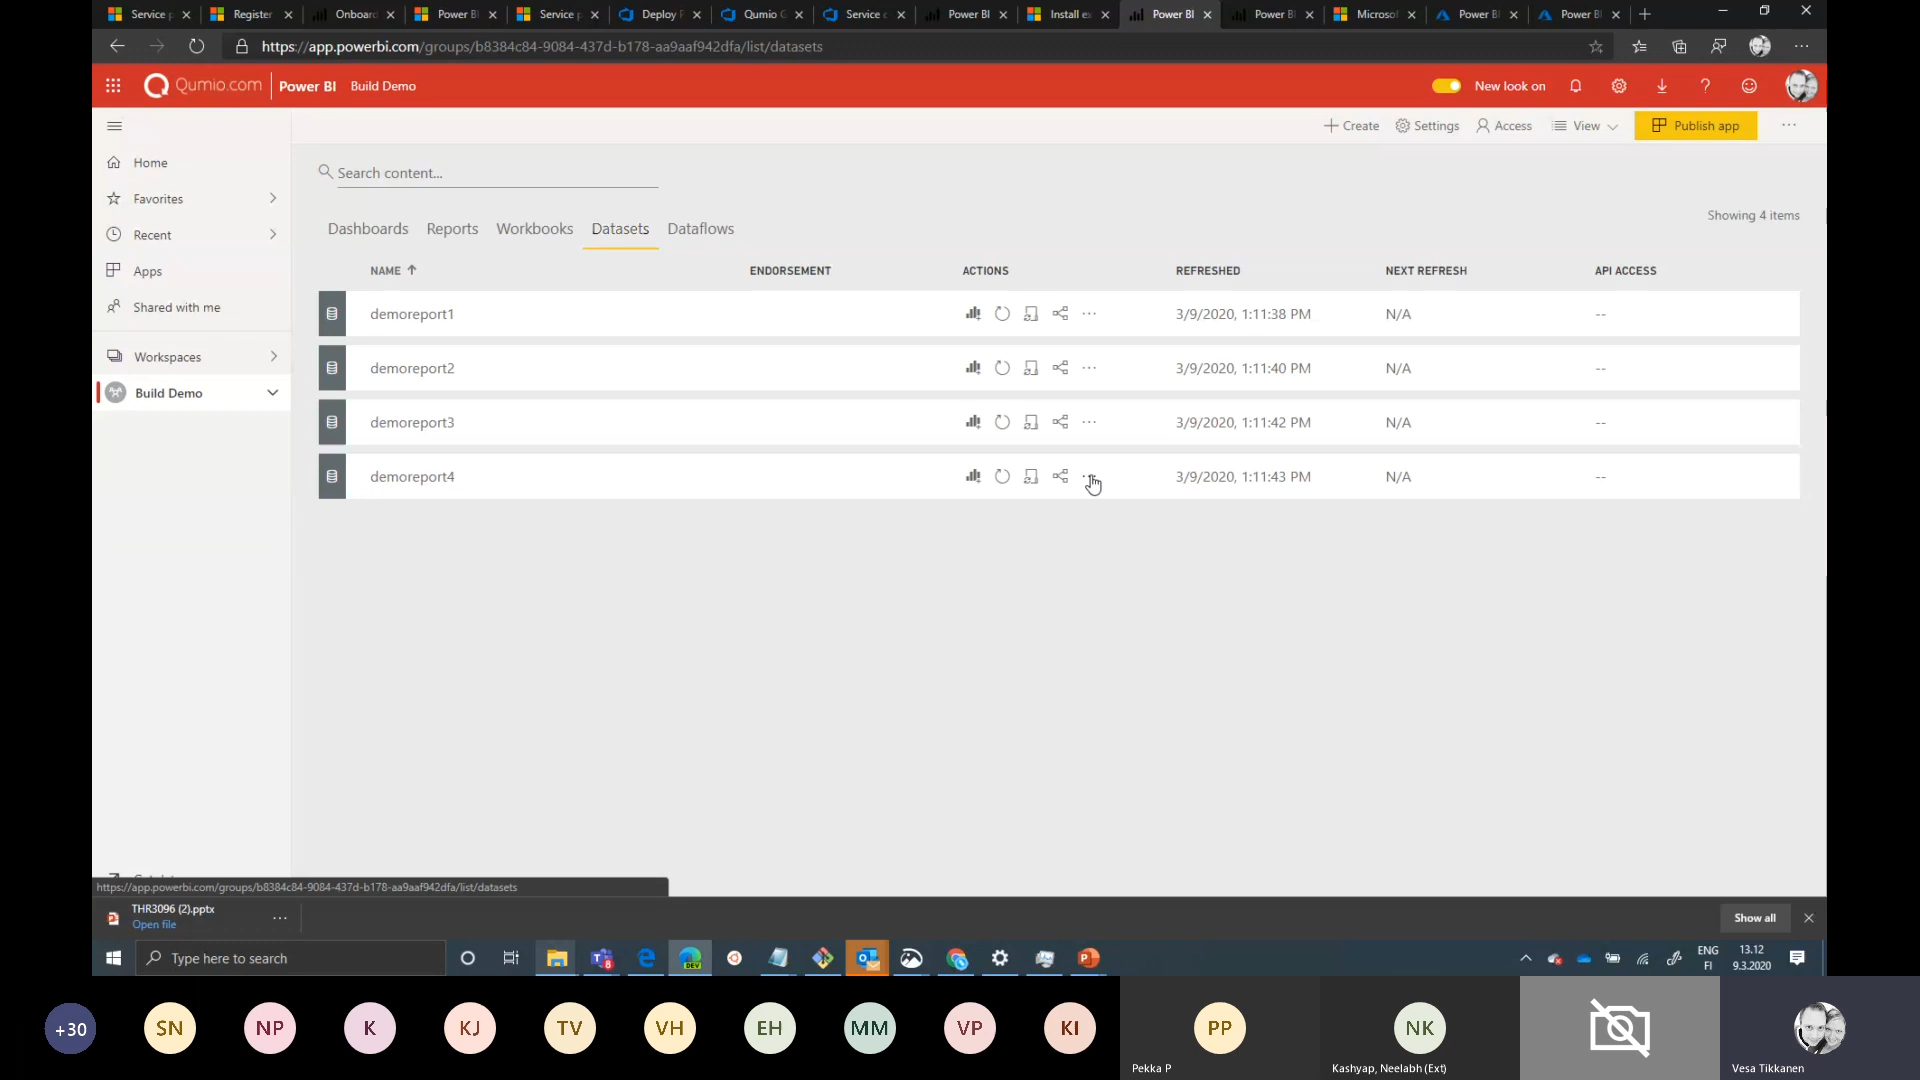 Service p
Register
Onboard
Power BI
Service p
Deploy P
Qumio G
Service c
Power BI
Install ex
Power BI
Power B
Microsof
Power B
Power B
https://app.powerbi.com/groups/b8384c84-9084-437d-b178-aa9aaf942dfa/list/datasets
Qumio.com
Power BI
Build Demo
New look on
Create
Settings
Access
View
Publish app
Home
Favorites
Recent
Apps
Shared with me
Workspaces
Build Demo
Search content...
Showing 4 items
Dashboards
Reports
Workbooks
Datasets
Dataflows
NAME
ENDORSEMENT
ACTIONS
REFRESHED
NEXT REFRESH
API ACCESS
demoreport1 3/9/2020, 1:11:38 PM N/A --
demoreport2 3/9/2020, 1:11:40 PM N/A --
demoreport3 3/9/2020, 1:11:42 PM N/A --
demoreport4 3/9/2020, 1:11:43 PM N/A --
https://app.powerbi.com/groups/b8384c84-9084-437d-b178-aa9aaf942dfa/list/datasets
THR3096 (2).pptx
Open file
Show all
Type here to search
ENG
FI
13.12
9.3.2020
+30
SN
NP
K
KJ
TV
VH
EH
MM
VP
KI
PP
Pekka P
NK
Kashyap, Neelabh (Ext)
Vesa Tikkanen